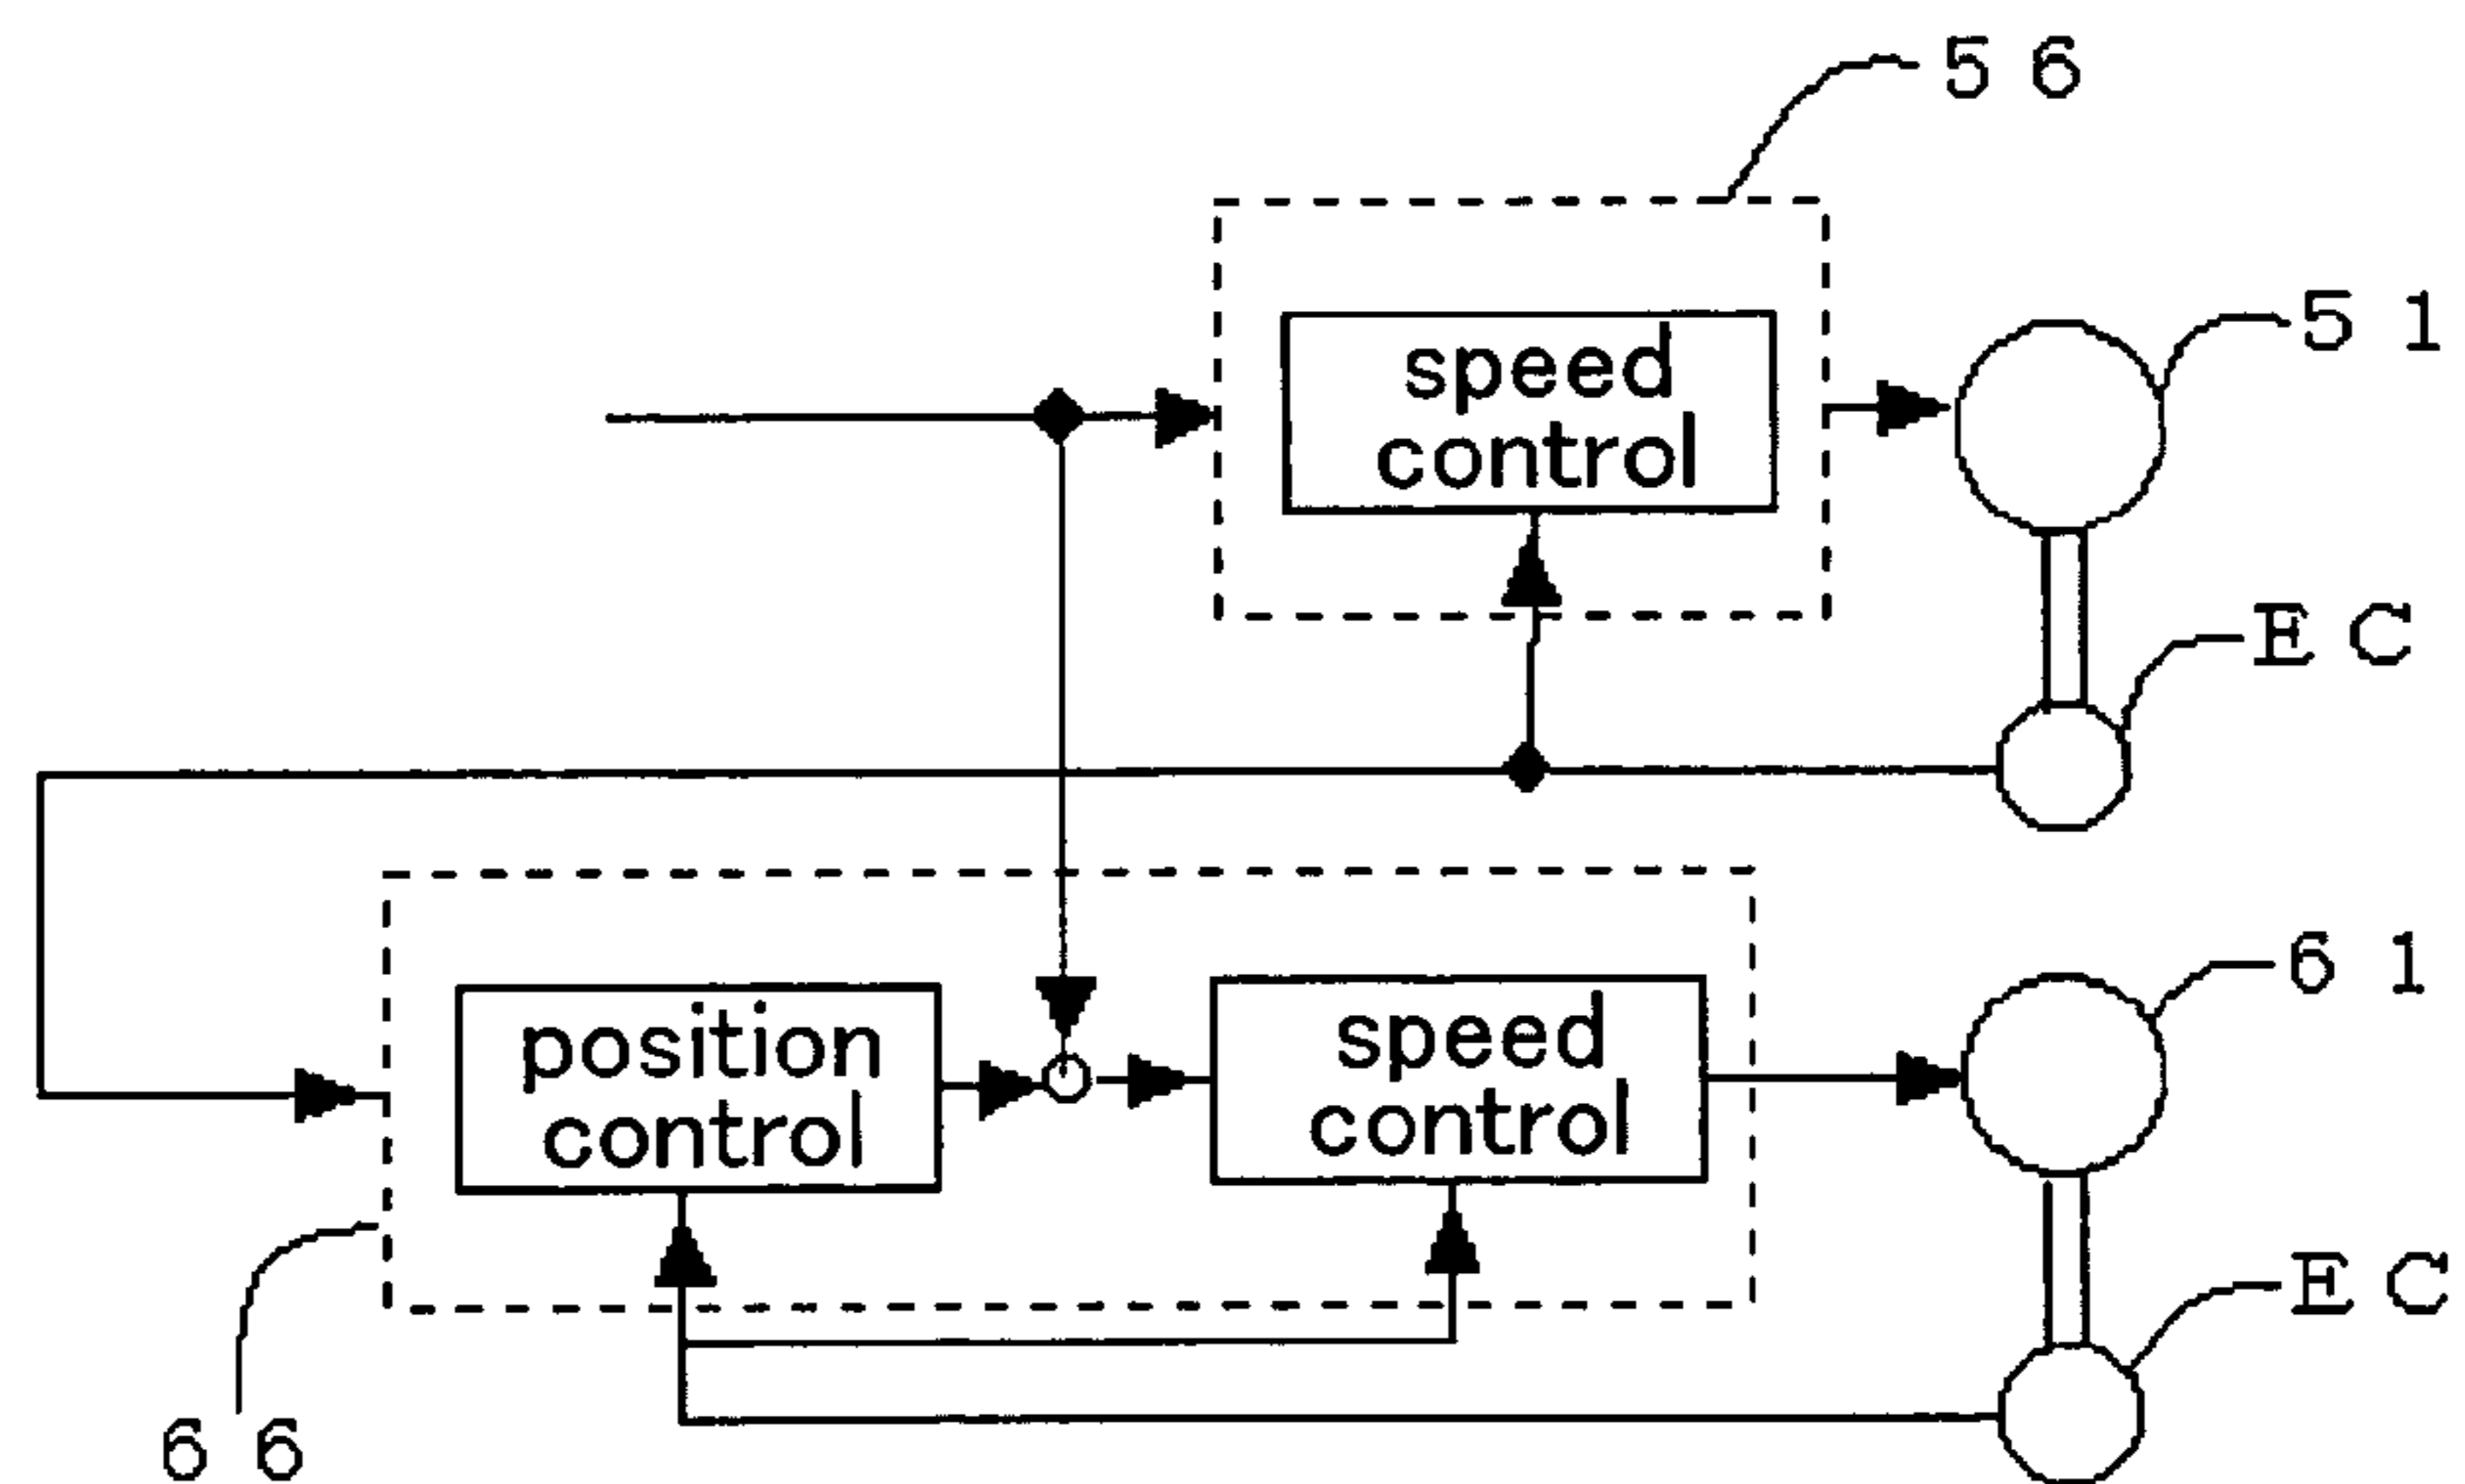 56
speed
control
51
EC
position
control
speed
control
61
EC
66